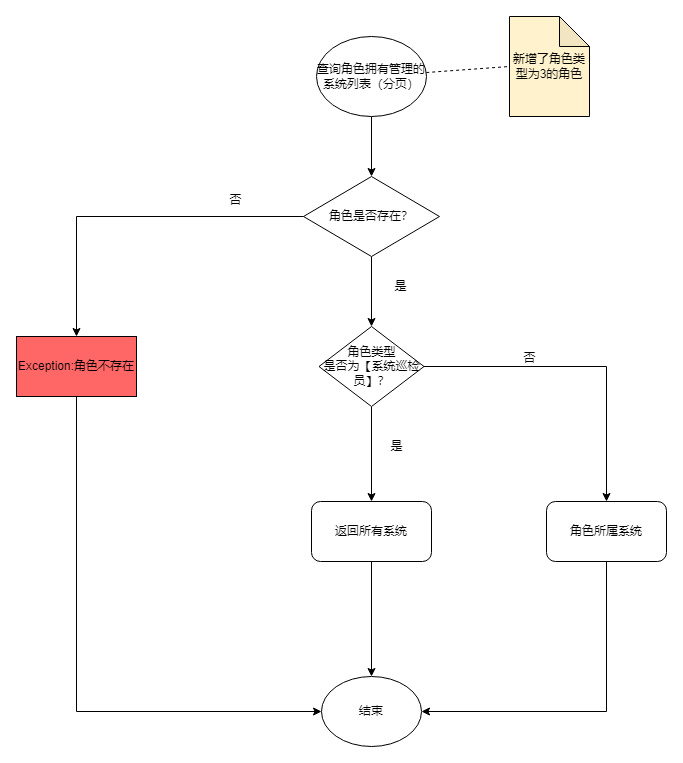 查询角色拥有管理的
系统列表（分页）
新增了角色类
型为3的角色
否
角色是否存在?
是
Exception:角色不存在
角色类型
是否为【系统巡检
员】?
否
是
返回所有系统
角色所属系统
结束